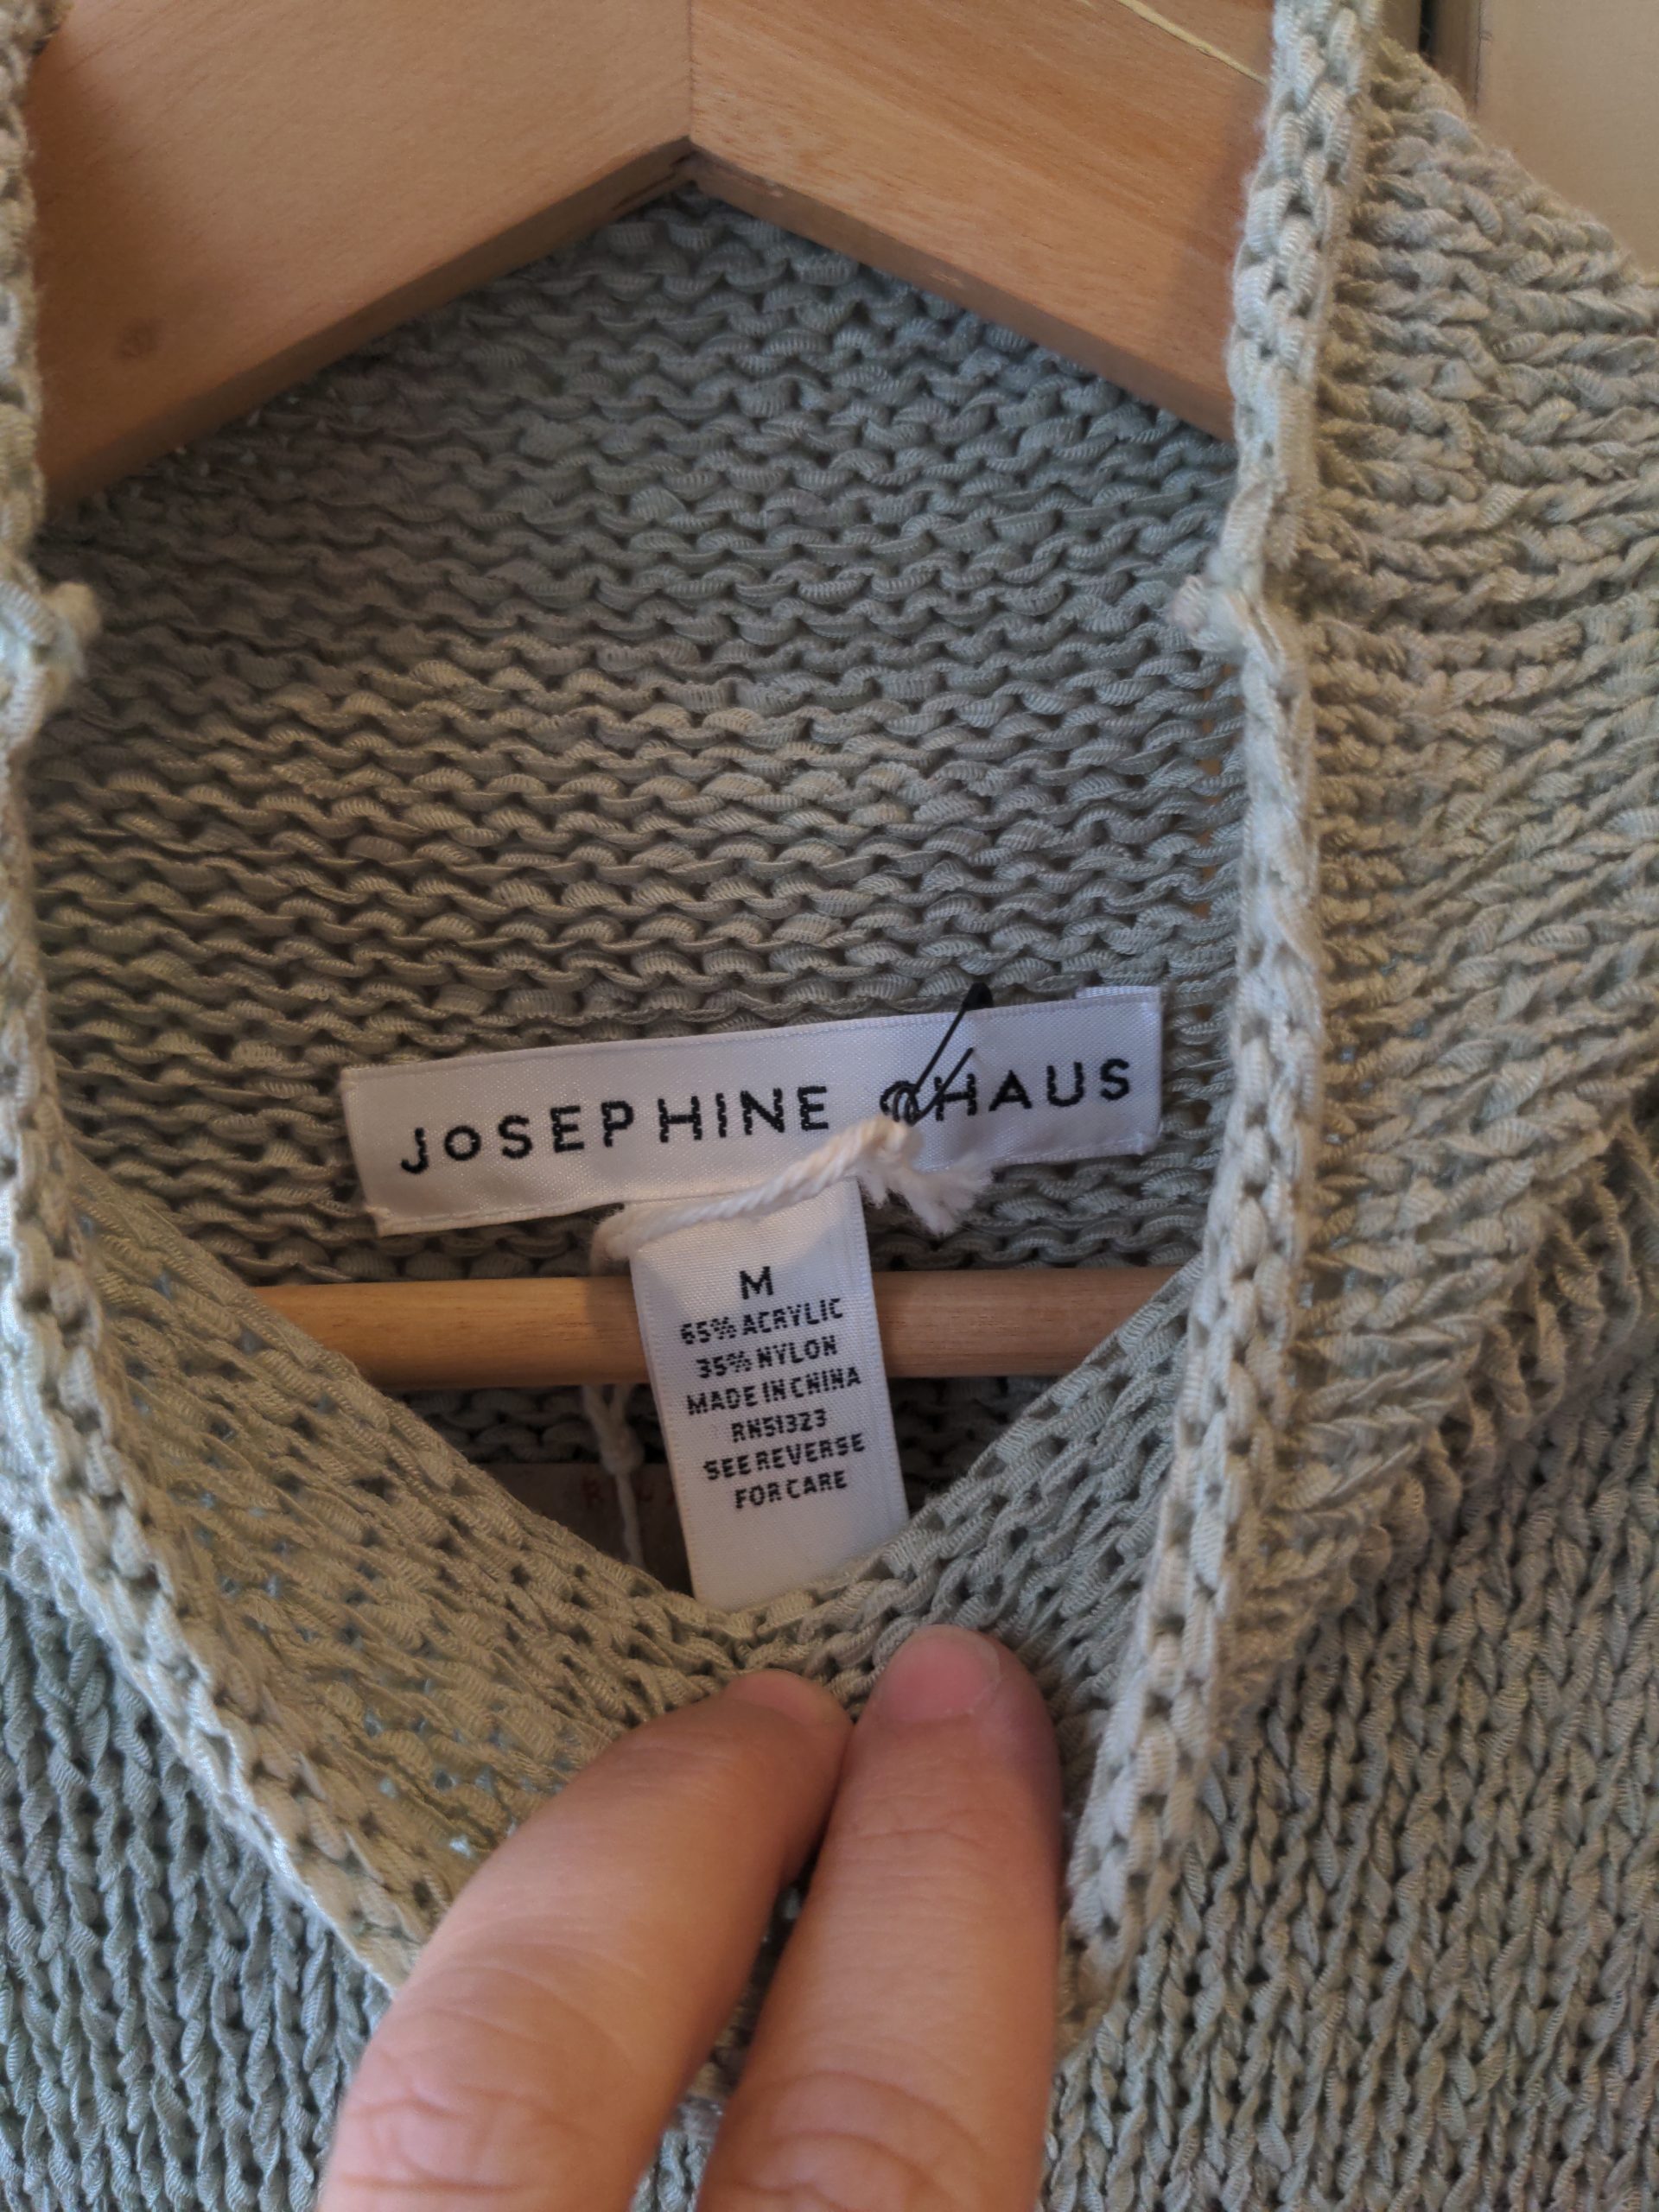 JOSEPHINE CHAUS
M
65% ACRYLIC
35% NYLON
MADE IN CHINA
RN51323
SEE REVERSE
FOR CARE